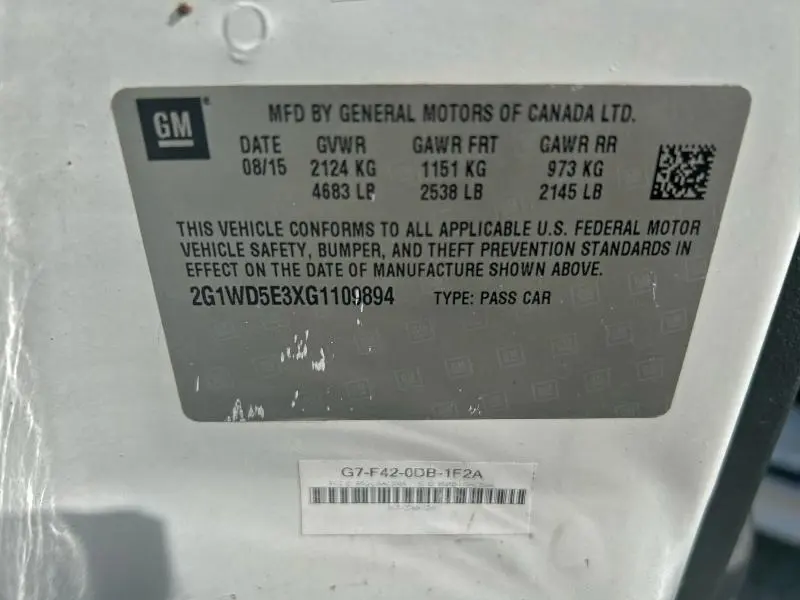 GM
MFD BY GENERAL MOTORS OF CANADA LTD.
DATE GVWR GAWR FRT GAWR RR
08/15 2124 KG 1151 KG 973 KG
4683 LB 2538 LB 2145 LB
THIS VEHICLE CONFORMS TO ALL APPLICABLE U.S. FEDERAL MOTOR
VEHICLE SAFETY, BUMPER, AND THEFT PREVENTION STANDARDS IN
EFFECT ON THE DATE OF MANUFACTURE SHOWN ABOVE.
2G1WD5E3XG1109894 TYPE: PASS CAR
G7-F42-0DB-1F2A